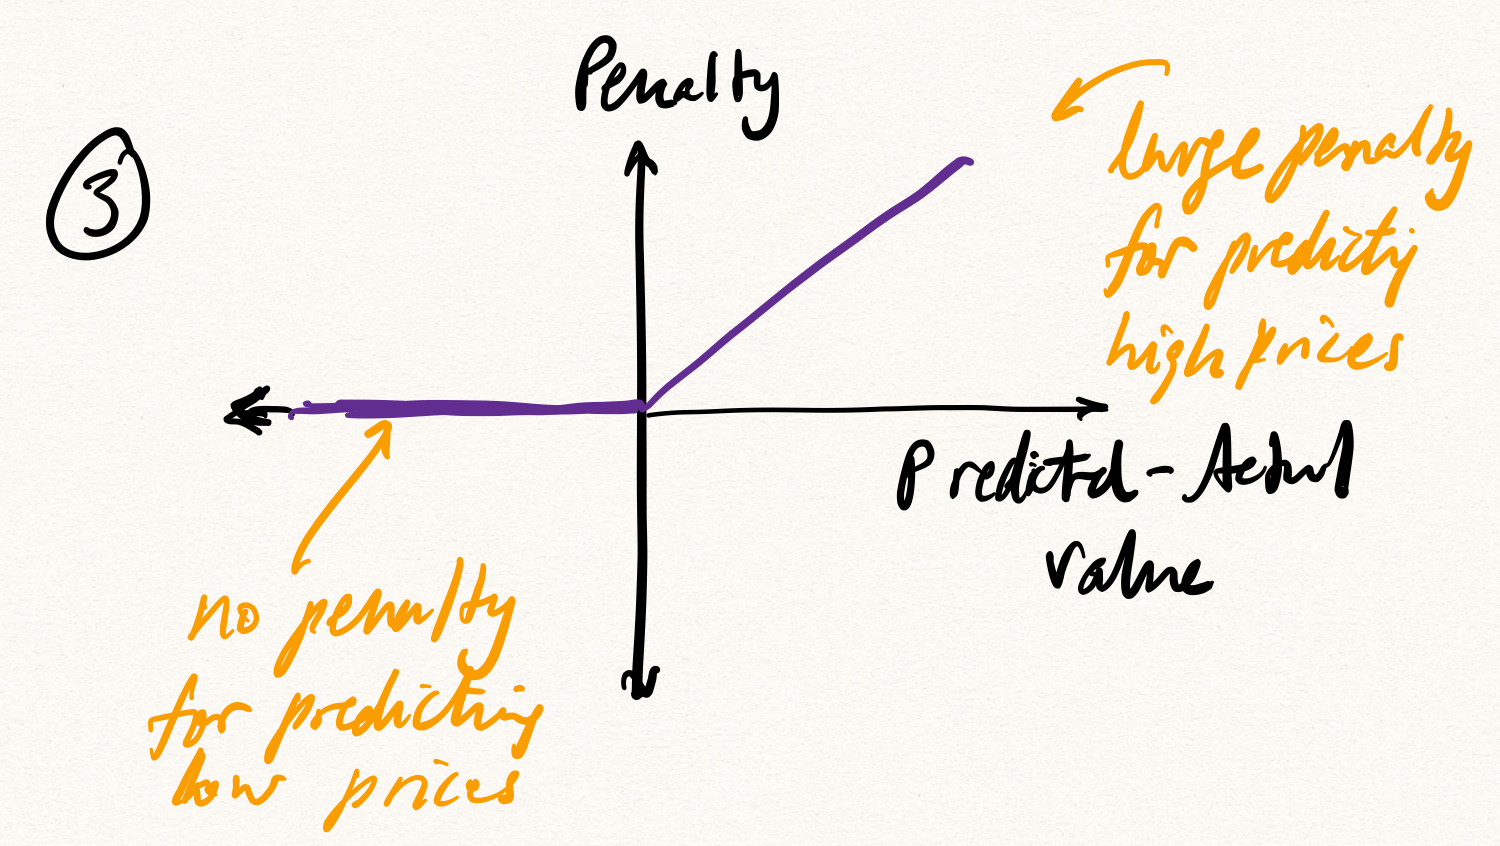 Penalty
3
large penalty
for predicting
high prices
Predicted - Actual
value
no penalty
for predicting
low prices